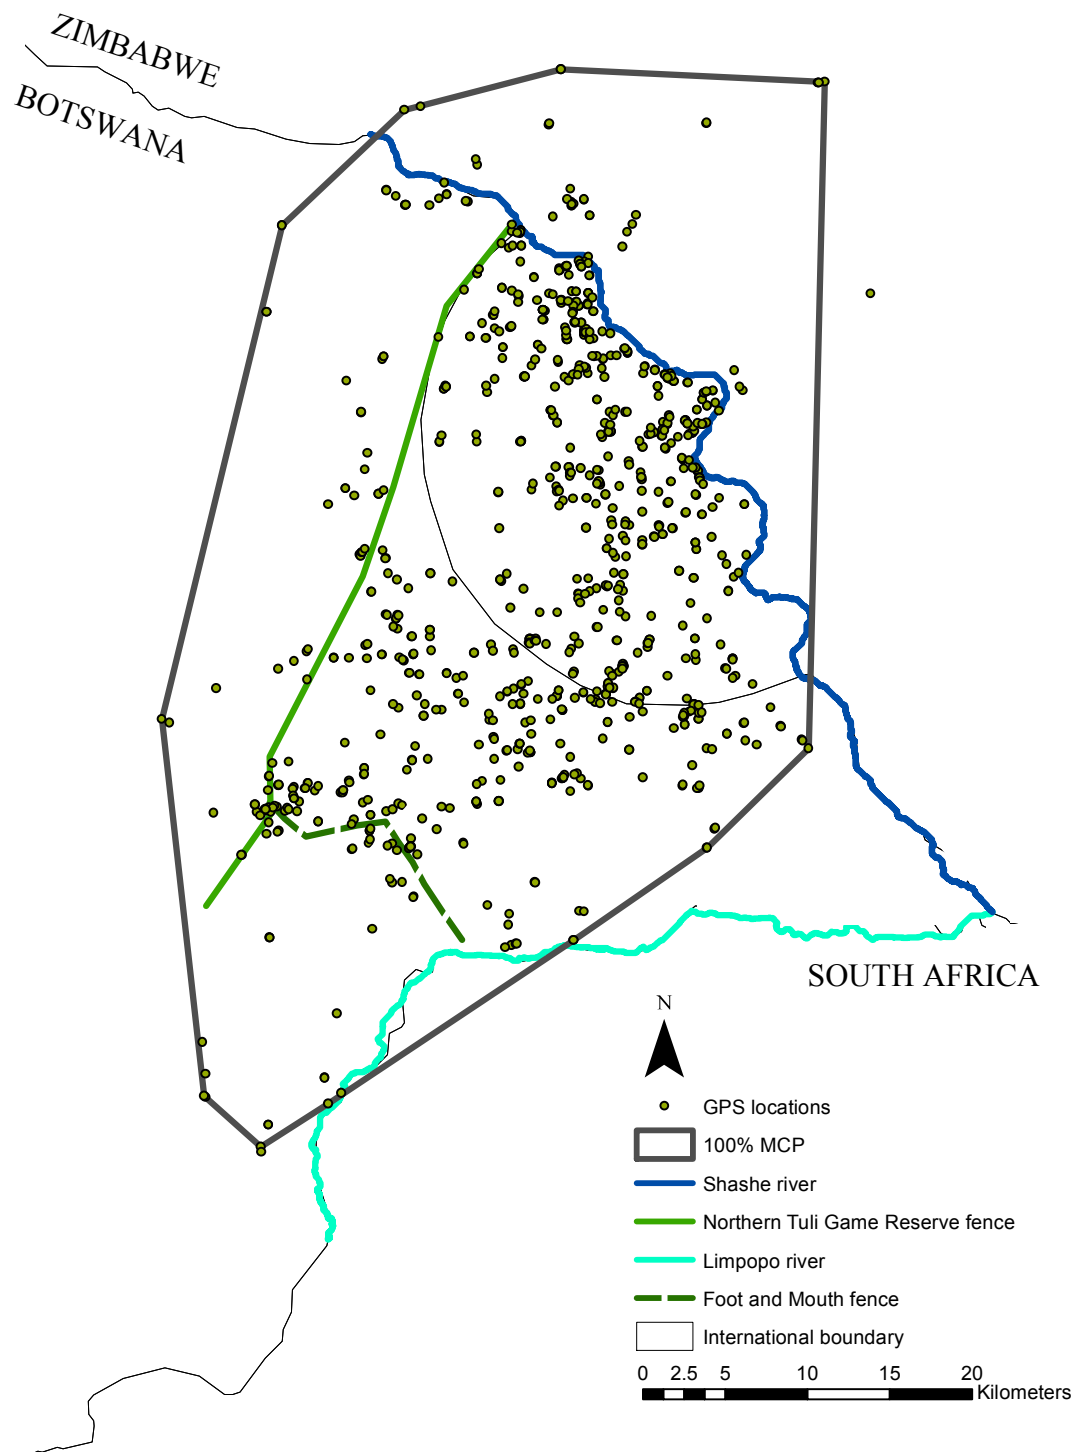 ZIMBABWE
BOTSWANA
SOUTH AFRICA
N
GPS locations
100% MCP
Shashe river
Northern Tuli Game Reserve fence
Limpopo river
Foot and Mouth fence
International boundary
0 2.5 5 10 15 20
Kilometers